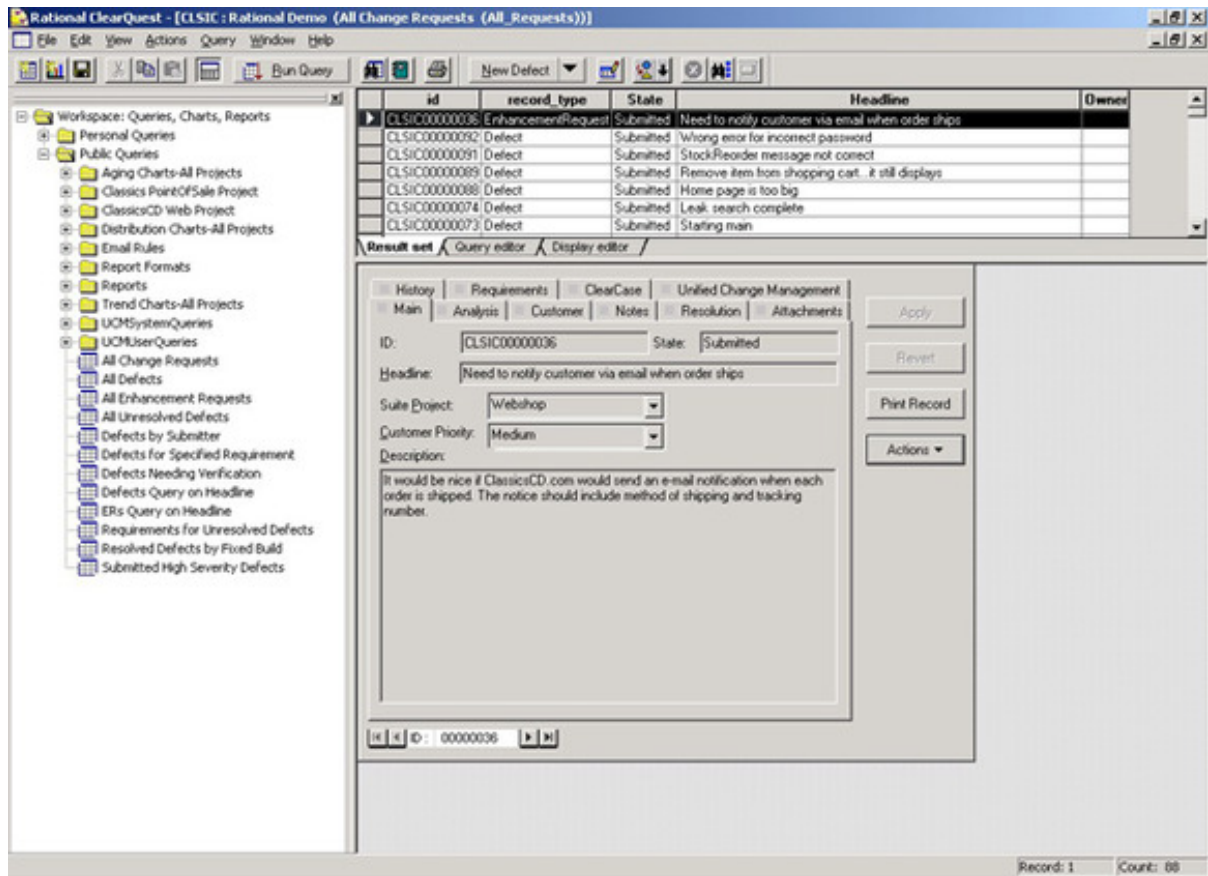 Rational ClearQuest - [CLSIC : Rational Demo (All Change Requests (All_Requests))]
File Edit View Actions Query Window Help
Run Query New Defect
Workspace: Queries, Charts, Reports
Personal Queries
Public Queries
Aging Charts-All Projects
Classics PointOfSale Project
ClassicsCD Web Project
Distribution Charts-All Projects
Email Rules
Report Formats
Reports
Trend Charts-All Projects
UCMSystemQueries
UCMUserQueries
All Change Requests
All Defects
All Enhancement Requests
All Unresolved Defects
Defects by Submitter
Defects for Specified Requirement
Defects Needing Verification
Defects Query on Headline
ERs Query on Headline
Requirements for Unresolved Defects
Resolved Defects by Fixed Build
Submitted High Severity Defects
id record_type State Headline Owner
CLSIC00000036 EnhancementRequest Submitted Need to notify customer via email when order ships
CLSIC00000092 Defect Submitted Wrong error for incorrect password
CLSIC00000091 Defect Submitted StockReorder message not correct
CLSIC00000089 Defect Submitted Remove item from shopping cart...it still displays
CLSIC00000088 Defect Submitted Home page is too big
CLSIC00000074 Defect Submitted Leak search complete
CLSIC00000073 Defect Submitted Starting main
Result set Query editor Display editor
History Requirements ClearCase Unified Change Management
Main Analysis Customer Notes Resolution Attachments
ID: CLSIC00000036 State: Submitted
Headline: Need to notify customer via email when order ships
Suite Project: Webshop
Customer Priority: Medium
Description:
It would be nice if ClassicsCD.com would send an e-mail notification when each
order is shipped. The notice should include method of shipping and tracking
number.
Apply
Revert
Print Record
Actions
ID : 00000036
Record: 1 Count: 88